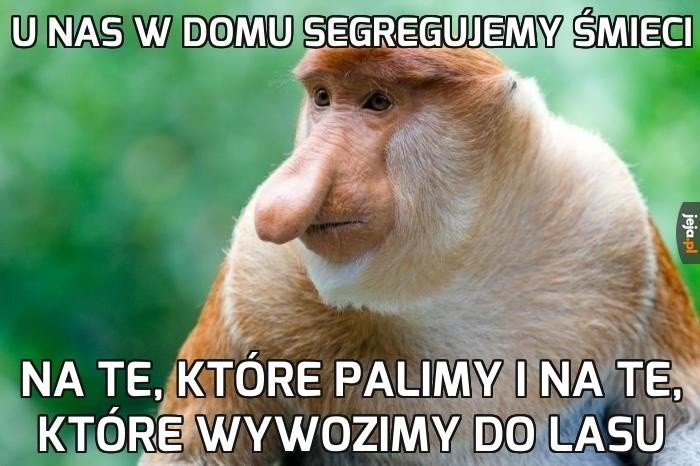 U NAS W DOMU SEGREGUJEMY ŚMIECI
jeja.pl
NA TE, KTÓRE PALIMY I NA TE,
KTÓRE WYWOZIMY DO LASU